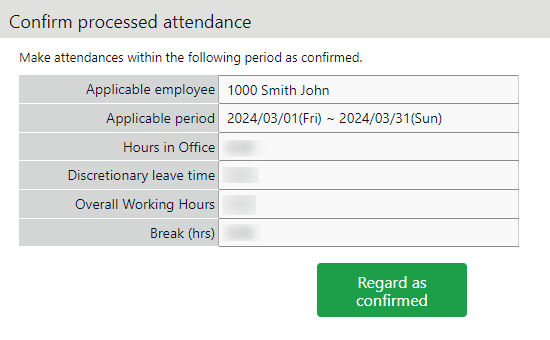 Confirm processed attendance
Make attendances within the following period as confirmed.
Applicable employee 1000 Smith John
Applicable period 2024/03/01(Fri) ~ 2024/03/31(Sun)
Hours in Office
Discretionary leave time
Overall Working Hours
Break (hrs)
Regard as
confirmed